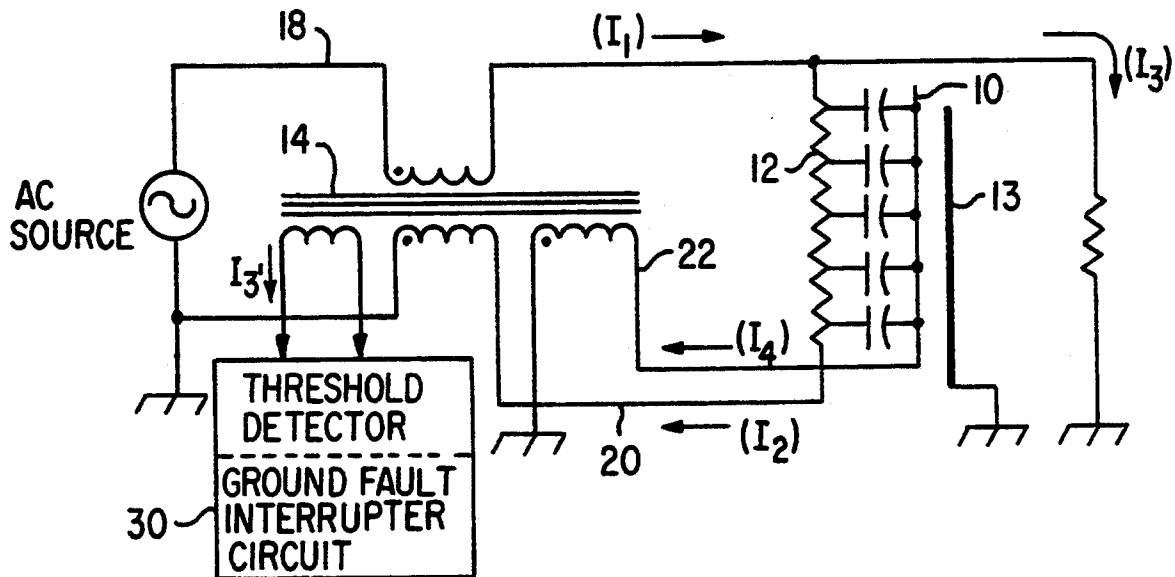 18
(I₁)
(I₃)
10
14
12
AC
SOURCE
13
I₃'
22
(I₄)
THRESHOLD
DETECTOR
20
(I₂)
GROUND FAULT
INTERRUPTER
CIRCUIT
30